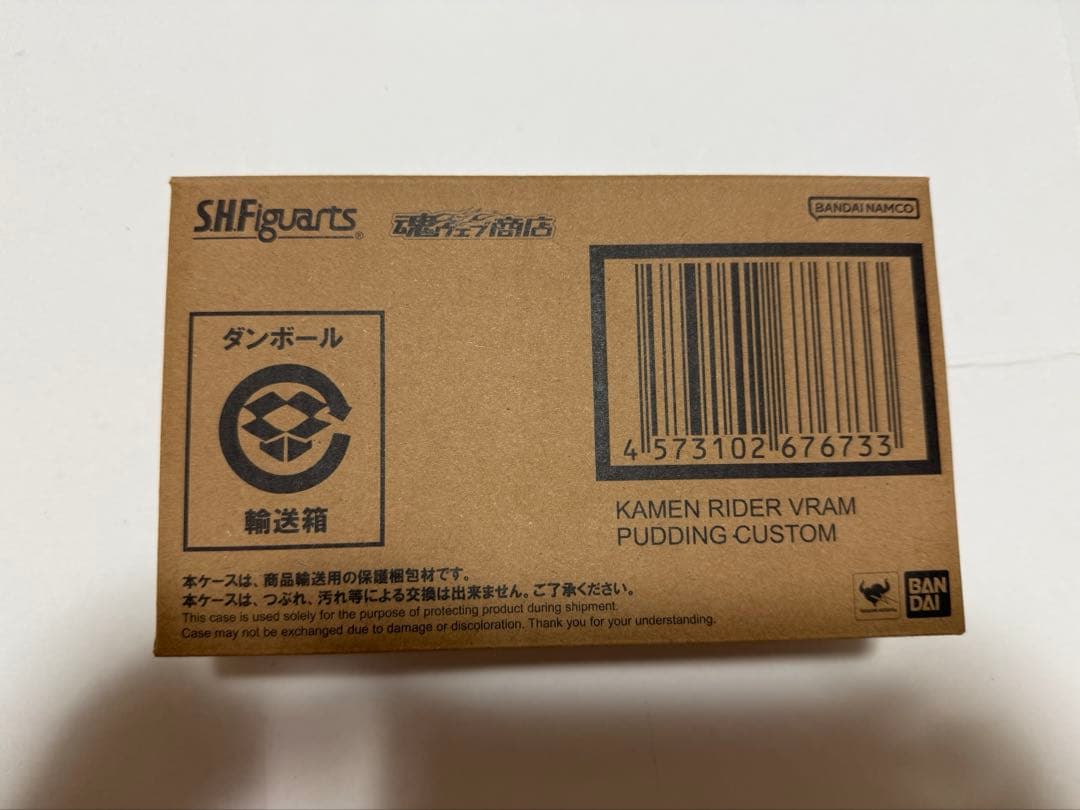 S.H.Figuarts®
魂ウェブ商店
BANDAI NAMCO
ダンボール
輸送箱
4 573102 676733
KAMEN RIDER VRAM
PUDDING CUSTOM
本ケースは、商品輸送用の保護梱包材です。
本ケースは、つぶれ、汚れ等による交換は出来ません。ご了承ください。
This case is used solely for the purpose of protecting product during shipment.
Case may not be exchanged due to damage or discoloration. Thank you for your understanding.
BAN
DAI